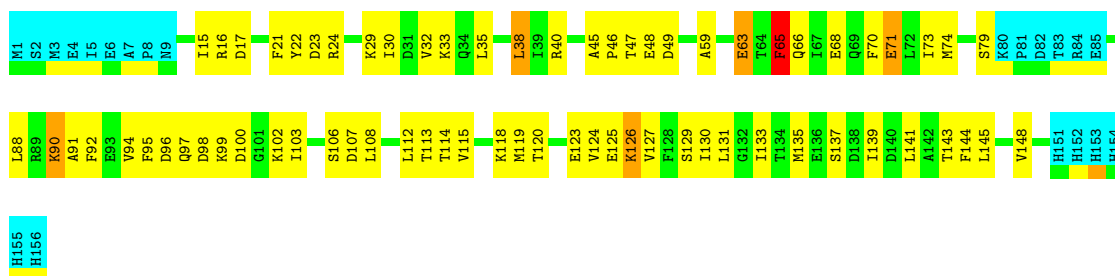 M1 S2 M3 E4 I5 E6 A7 P8 N9 I15 R16 D17 F21 Y22 D23 R24 K29 I30 D31 V32 K33 Q34 L35 L38 I39 R40 A45 P46 T47 E48 D49 A59 E63 T64 F65 Q66 I67 E68 Q69 F70 E71 L72 I73 M74 S79 K80 P81 D82 T83 R84 E85
L88 R89 K90 A91 F92 E93 V94 F95 D96 Q97 D98 K99 D100 G101 K102 I103 S106 D107 L108 L112 T113 T114 V115 K118 M119 T120 E123 V124 E125 K126 V127 F128 S129 I130 L131 G132 I133 T134 M135 E136 S137 D138 I139 D140 L141 A142 T143 F144 L145 V148 H151 H152 H153 H154
H155 H156